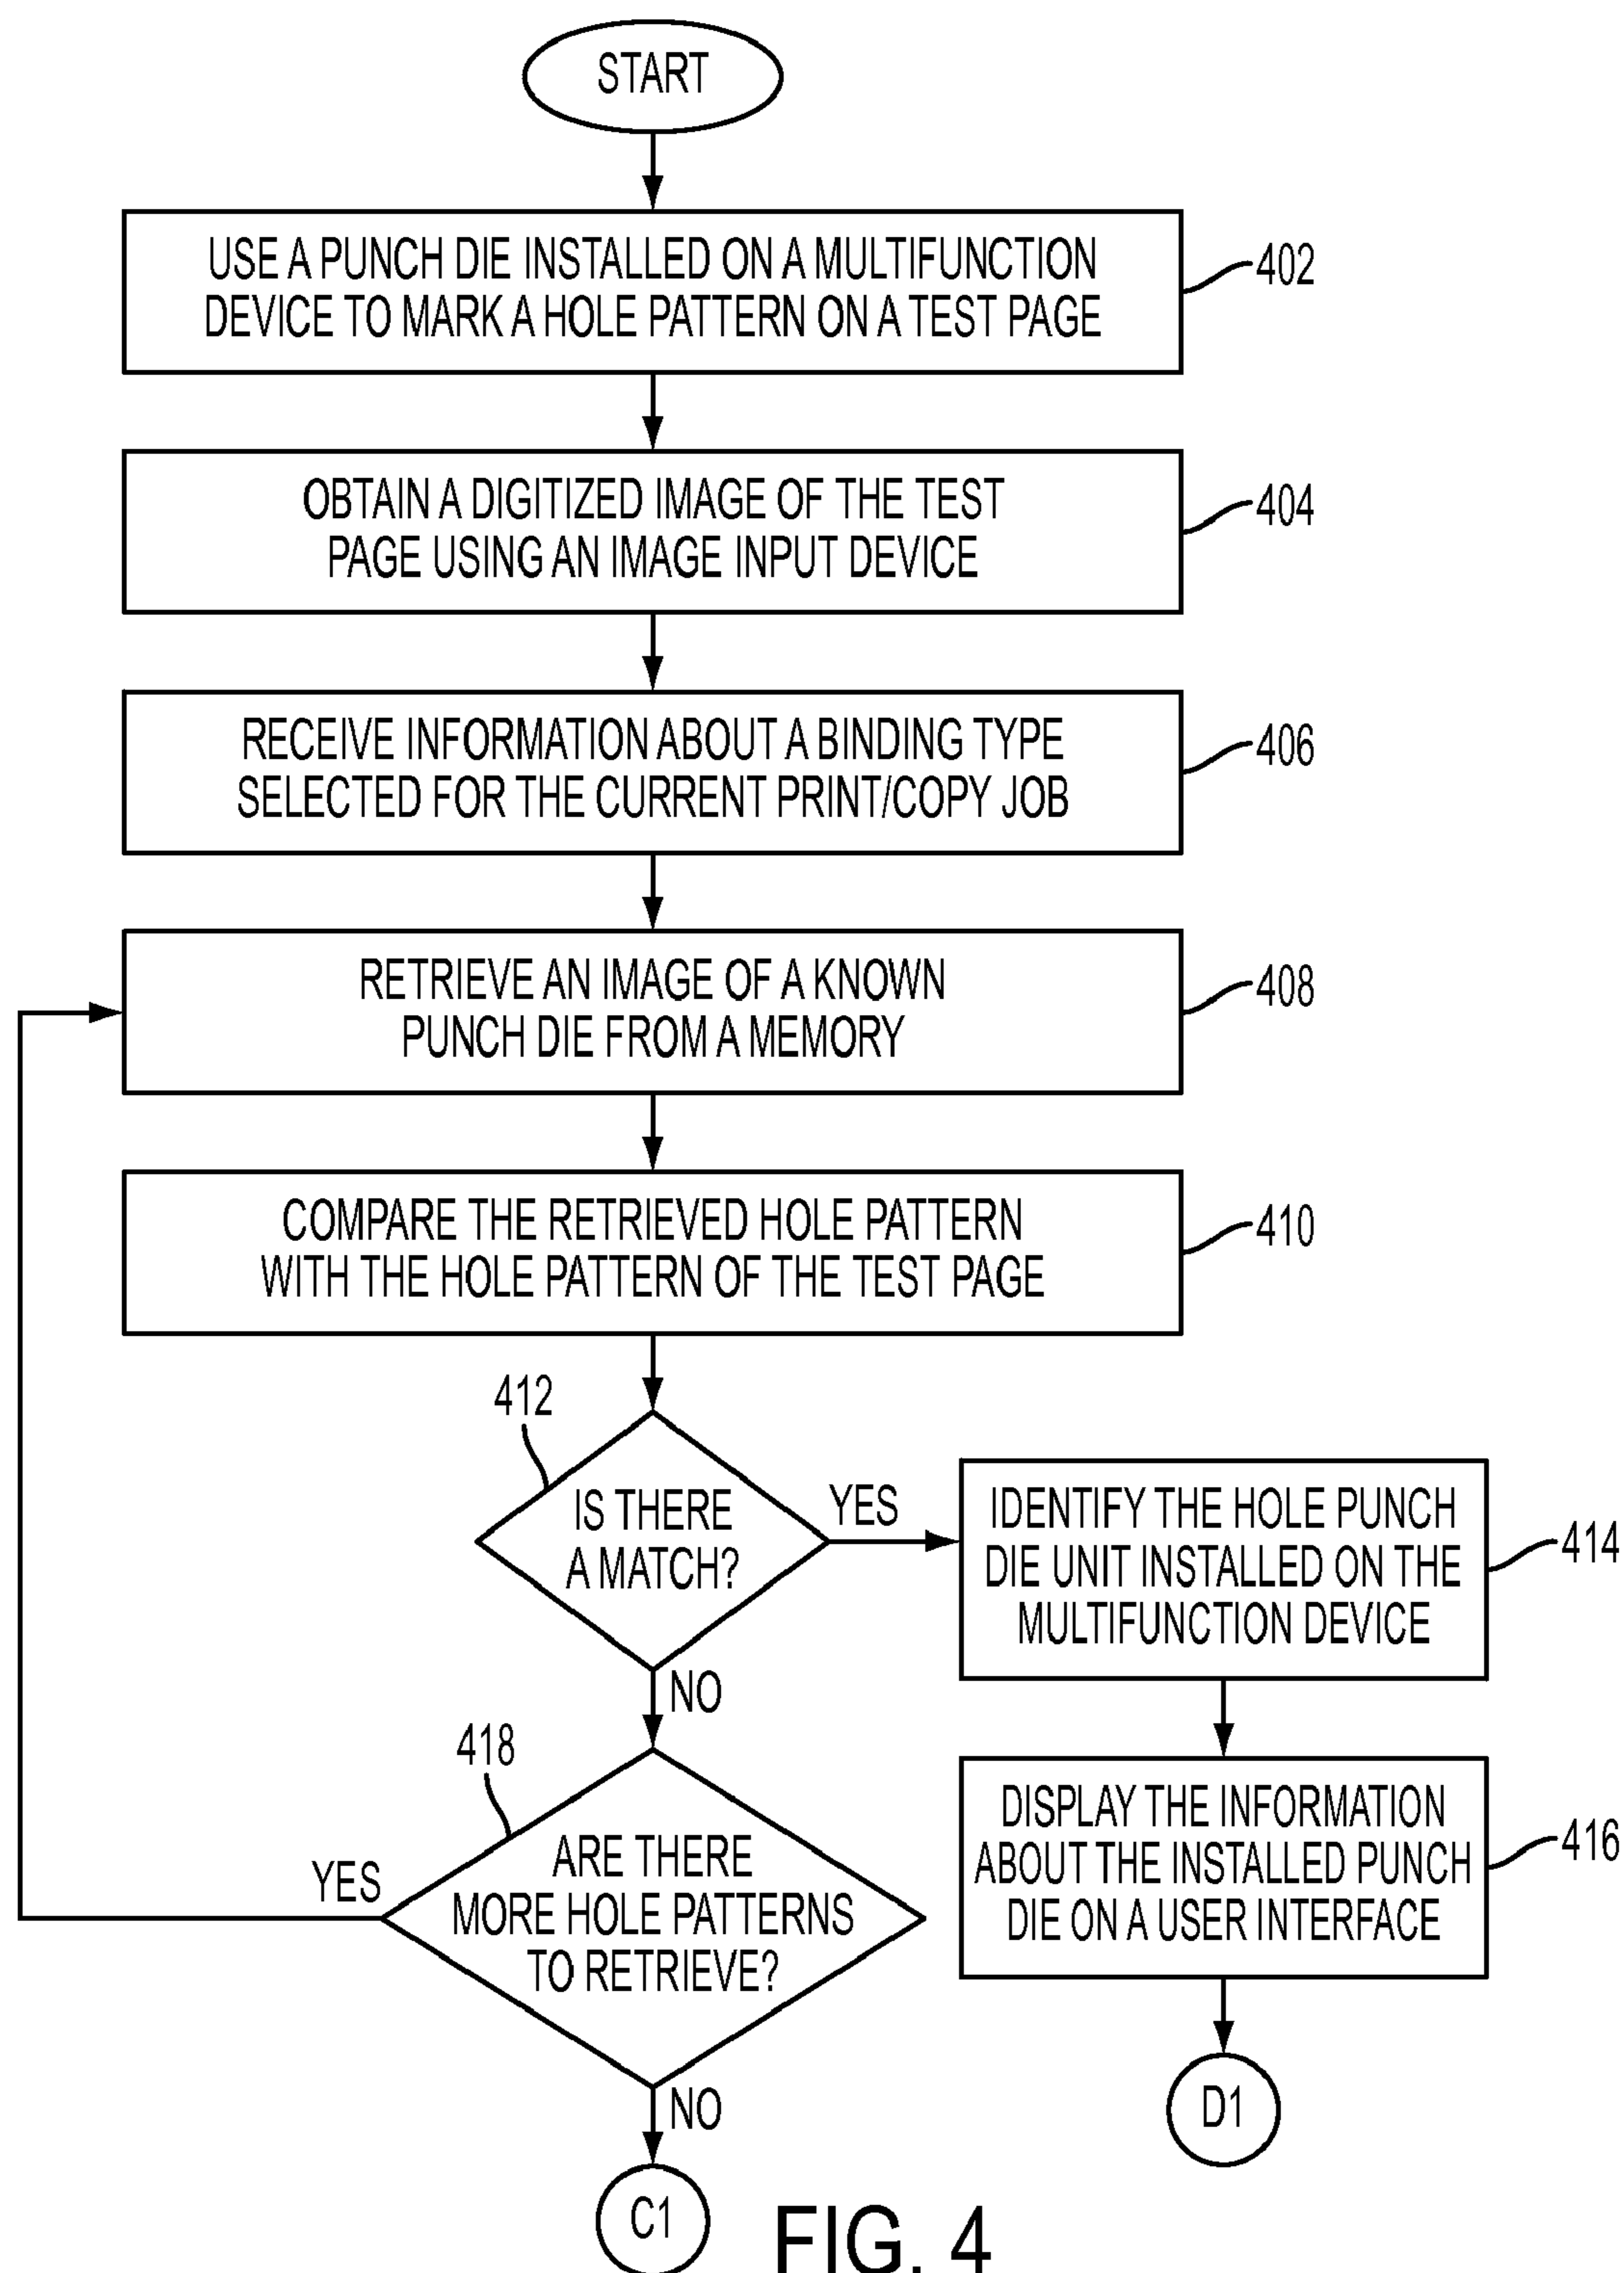 START
USE A PUNCH DIE INSTALLED ON A MULTIFUNCTION
DEVICE TO MARK A HOLE PATTERN ON A TEST PAGE
402
OBTAIN A DIGITIZED IMAGE OF THE TEST
PAGE USING AN IMAGE INPUT DEVICE
404
RECEIVE INFORMATION ABOUT A BINDING TYPE
SELECTED FOR THE CURRENT PRINT/COPY JOB
406
RETRIEVE AN IMAGE OF A KNOWN
PUNCH DIE FROM A MEMORY
408
COMPARE THE RETRIEVED HOLE PATTERN
WITH THE HOLE PATTERN OF THE TEST PAGE
410
412
IS THERE
A MATCH?
YES
NO
IDENTIFY THE HOLE PUNCH
DIE UNIT INSTALLED ON THE
MULTIFUNCTION DEVICE
414
DISPLAY THE INFORMATION
ABOUT THE INSTALLED PUNCH
DIE ON A USER INTERFACE
416
D1
418
ARE THERE
MORE HOLE PATTERNS
TO RETRIEVE?
YES
NO
C1
FIG. 4